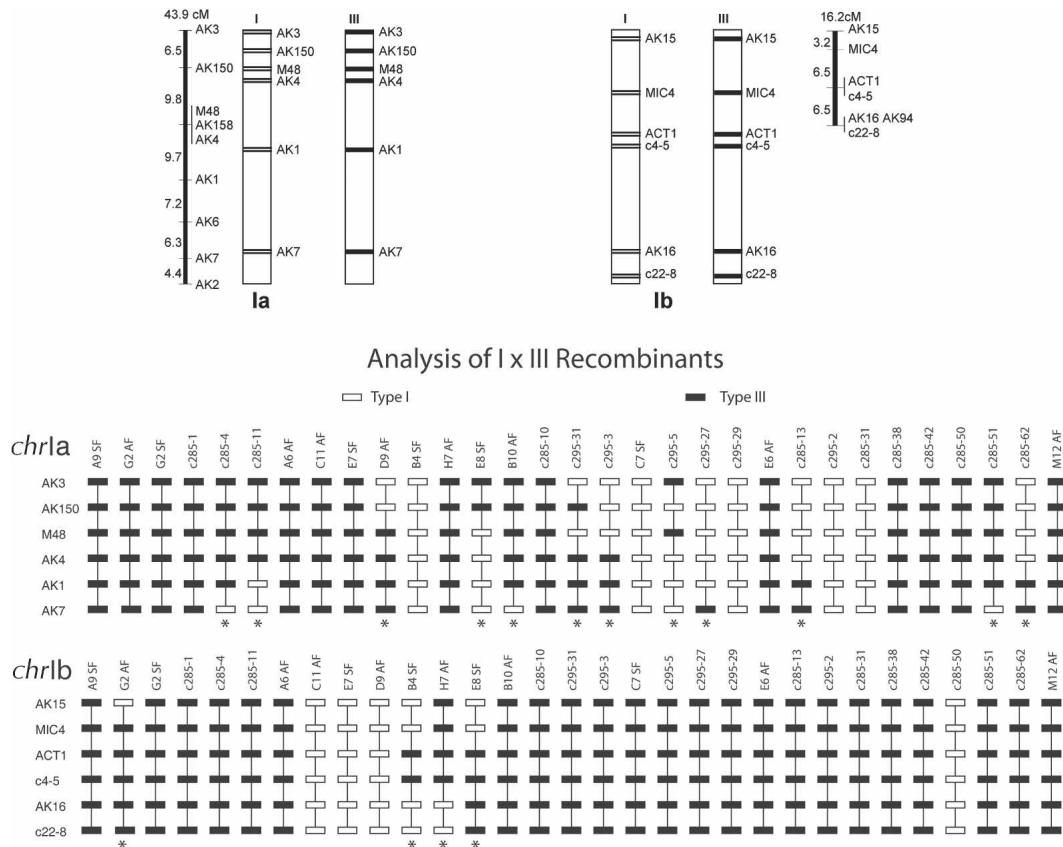 43.9 cM
AK3
6.5
AK150
9.8
M48
AK158
AK4
9.7
AK1
7.2
AK6
6.3
AK7
4.4
AK2
I
AK3
AK150
M48
AK4
AK1
AK7
III
AK3
AK150
M48
AK4
AK1
AK7
Ia
I
AK15
MIC4
ACT1
c4-5
AK16
c22-8
III
AK15
MIC4
ACT1
c4-5
AK16
c22-8
Ib
16.2cM
AK15
3.2
MIC4
6.5
ACT1
c4-5
6.5
AK16 AK94
c22-8
Analysis of I x III Recombinants
Type I
Type III
chrIa
A9 SF
G2 AF
G2 SF
c285-1
c285-4
c285-11
A6 AF
C11 AF
E7 SF
D9 AF
B4 SF
H7 AF
E8 SF
B10 AF
c285-10
c295-31
c295-3
C7 SF
c295-5
c295-27
c295-29
E6 AF
c285-13
c295-2
c285-31
c285-38
c285-42
c285-50
c285-51
c285-62
M12 AF
AK3
AK150
M48
AK4
AK1
AK7
* * * * * * * * * * * *
chrIb
A9 SF
G2 AF
G2 SF
c285-1
c285-4
c285-11
A6 AF
C11 AF
E7 SF
D9 AF
B4 SF
H7 AF
E8 SF
B10 AF
c285-10
c295-31
c295-3
C7 SF
c295-5
c295-27
c295-29
E6 AF
c285-13
c295-2
c285-31
c285-38
c285-42
c285-50
c285-51
c285-62
M12 AF
AK15
MIC4
ACT1
c4-5
AK16
c22-8
* * * *